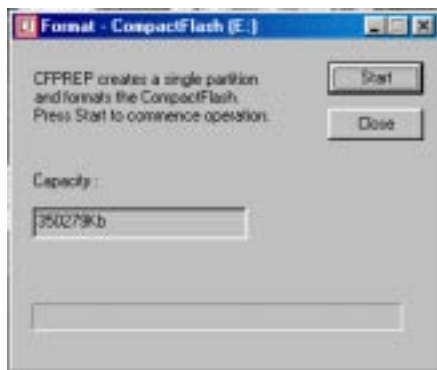 Format - CompactFlash (E:)
CFPREP creates a single partition
and formats the CompactFlash.
Press Start to commence operation.
Start
Close
Capacity :
350279Kb